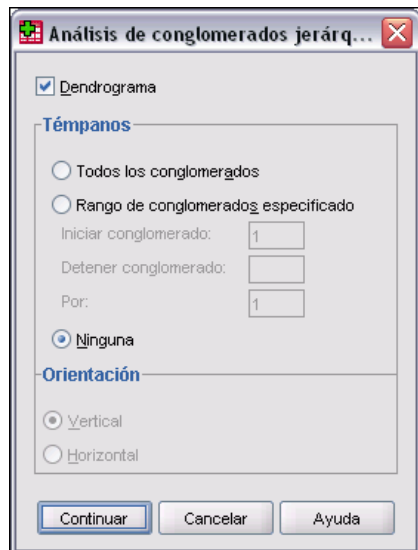 Análisis de conglomerados jerárq...
Dendrograma
Témpanos
Todos los conglomerados
Rango de conglomerados especificado
Iniciar conglomerado: 1
Detener conglomerado:
Por: 1
Ninguna
Orientación
Vertical
Horizontal
Continuar Cancelar Ayuda